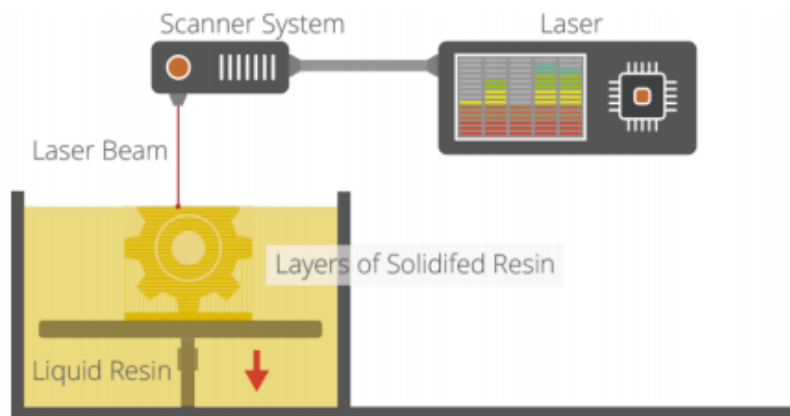 Scanner System
Laser
Laser Beam
Layers of Solidifed Resin
Liquid Resin